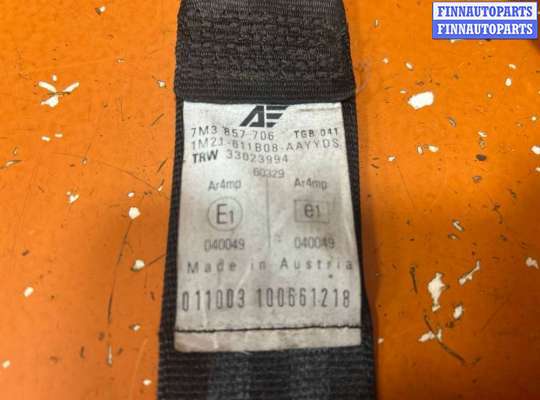 FINNAUTOPARTS
FINNAUTOPARTS
7M3 857 706 TGB 041
1M21-611B08-AAYYDS
TRW 33023994
60329
Ar4mp Ar4mp
E1 e1
040049 040049
Made in Austria
011003 100661218